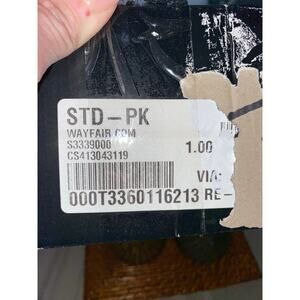 STD-PK
WAYFAIR.COM
S3339000 1.00
CS413043119
VIA:
000T3360116213 RE-